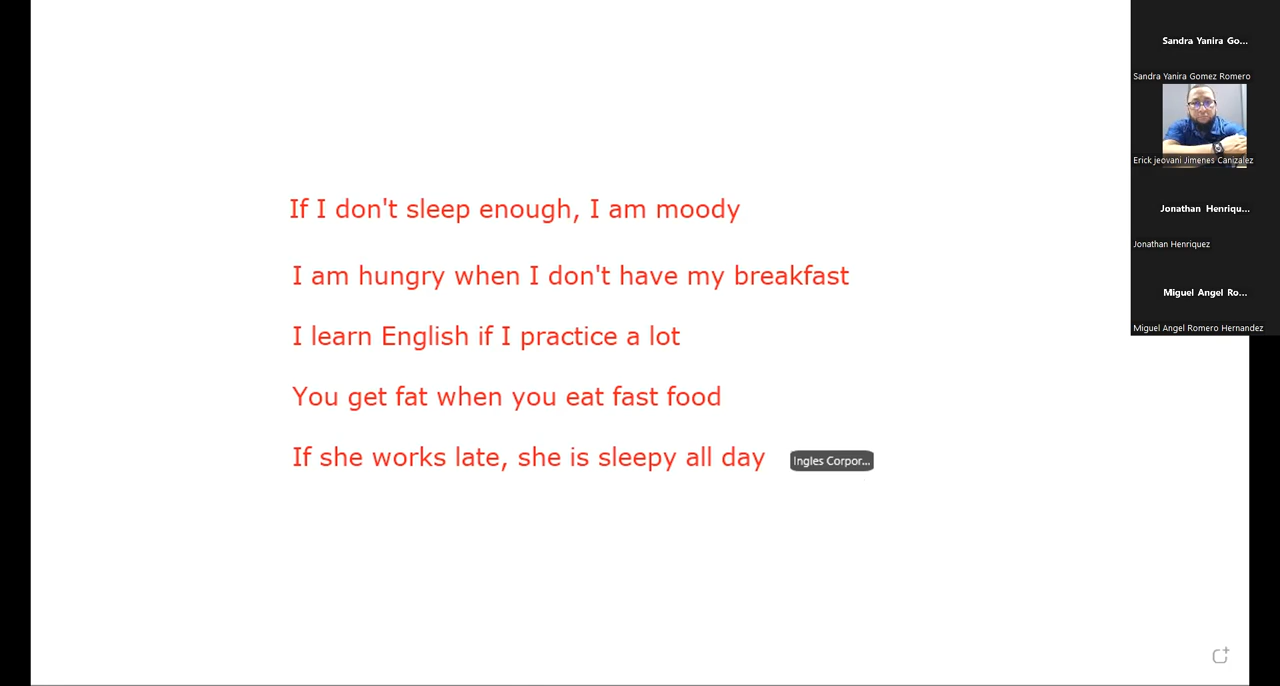 Sandra Yanira Go...
Sandra Yanira Gomez Romero
Erick jeovani Jimenes Canizalez
Jonathan Henriqu...
Jonathan Henriquez
Miguel Angel Ro...
Miguel Angel Romero Hernandez
If I don't sleep enough, I am moody
I am hungry when I don't have my breakfast
I learn English if I practice a lot
You get fat when you eat fast food
If she works late, she is sleepy all day
Ingles Corpor...